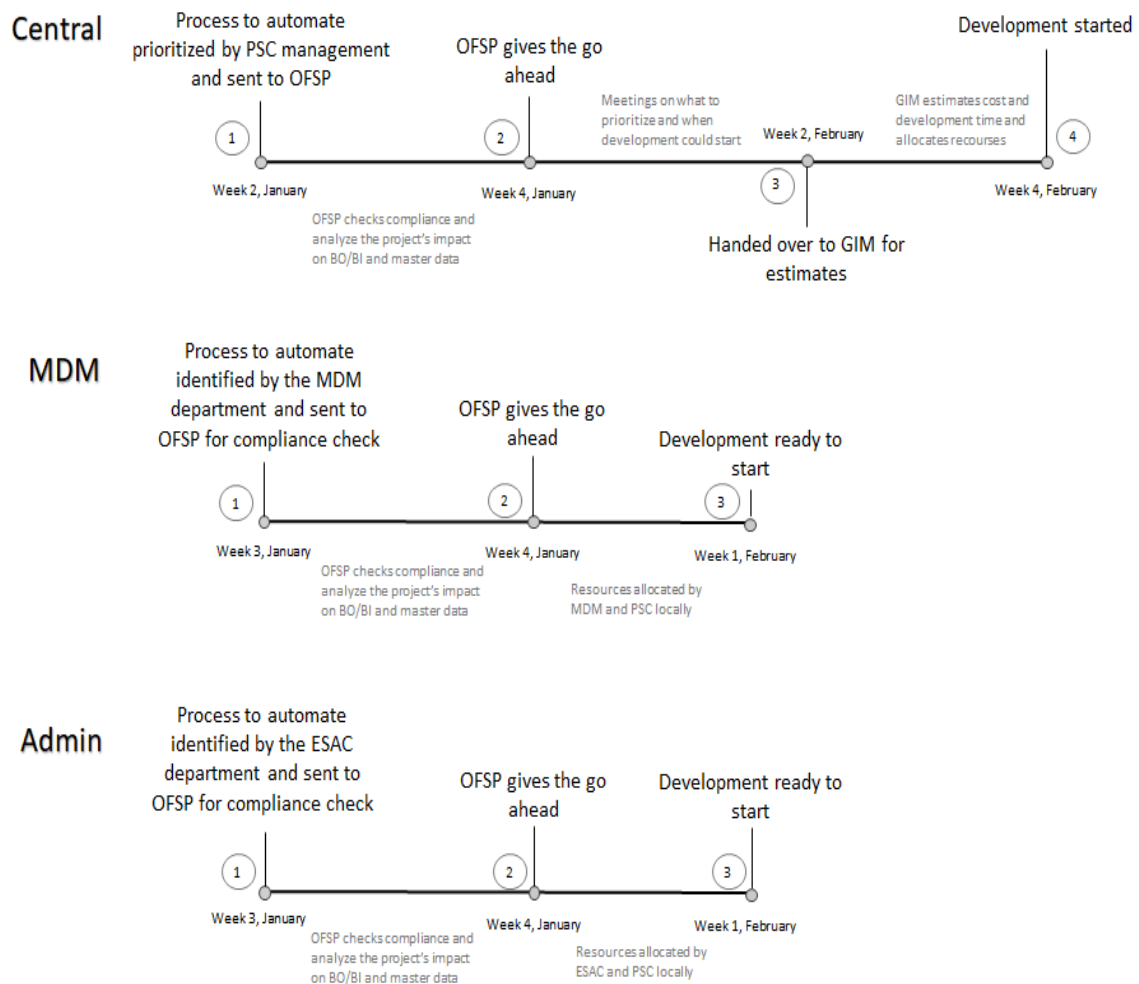 Central
Process to automate
prioritized by PSC management
and sent to OFSP
OFSP gives the go
ahead
Development started
Meetings on what to
prioritize and when
development could start
GIM estimates cost and
development time and
allocates recourses
Week 2, February
1
2
3
4
Week 2, January
Week 4, January
Week 4, February
OFSP checks compliance and
analyze the project's impact
on BO/BI and master data
Handed over to GIM for
estimates
MDM
Process to automate
identified by the MDM
department and sent to
OFSP for compliance check
OFSP gives the go
ahead
Development ready to
start
1
2
3
Week 3, January
Week 4, January
Week 1, February
OFSP checks compliance and
analyze the project's impact
on BO/BI and master data
Resources allocated by
MDM and PSC locally
Admin
Process to automate
identified by the ESAC
department and sent to
OFSP for compliance check
OFSP gives the go
ahead
Development ready to
start
1
2
3
Week 3, January
Week 4, January
Week 1, February
OFSP checks compliance and
analyze the project's impact
on BO/BI and master data
Resources allocated by
ESAC and PSC locally